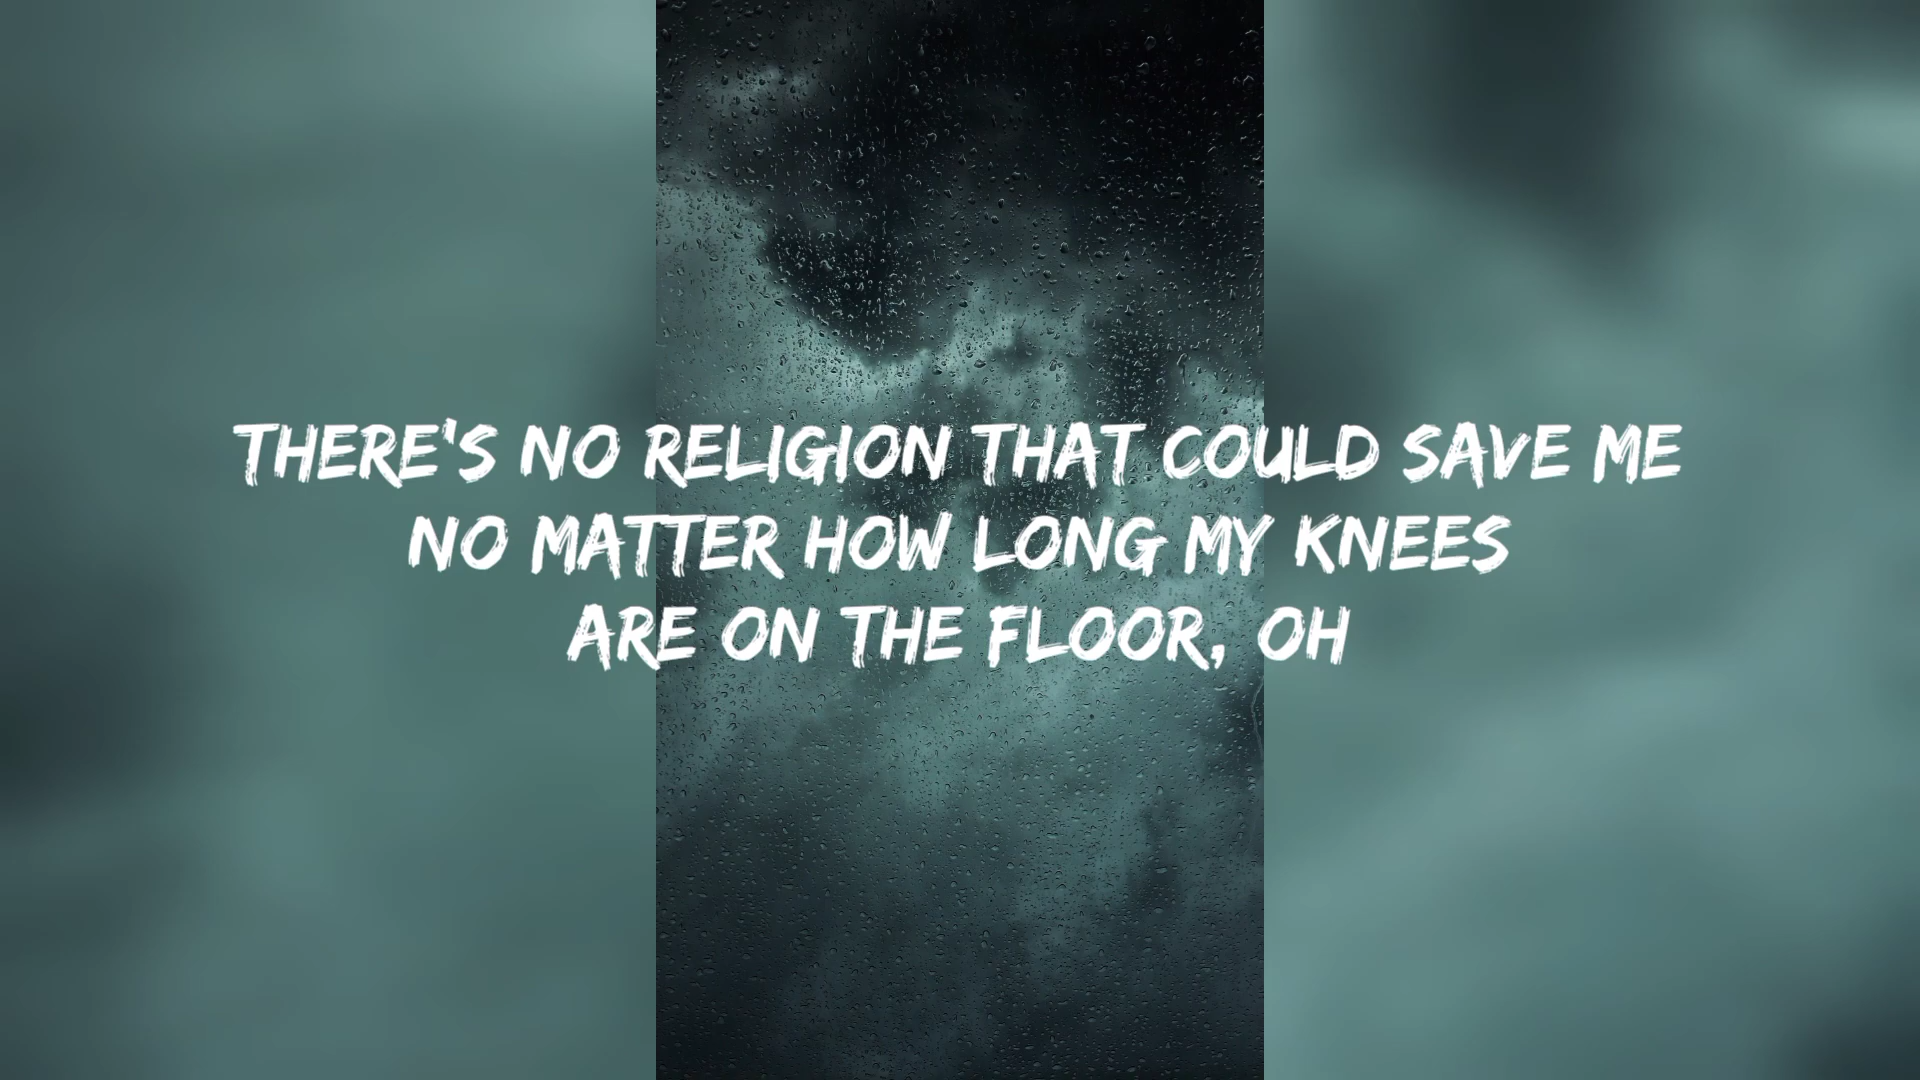 THERE'S NO RELIGION THAT COULD SAVE ME
NO MATTER HOW LONG MY KNEES
ARE ON THE FLOOR, OH